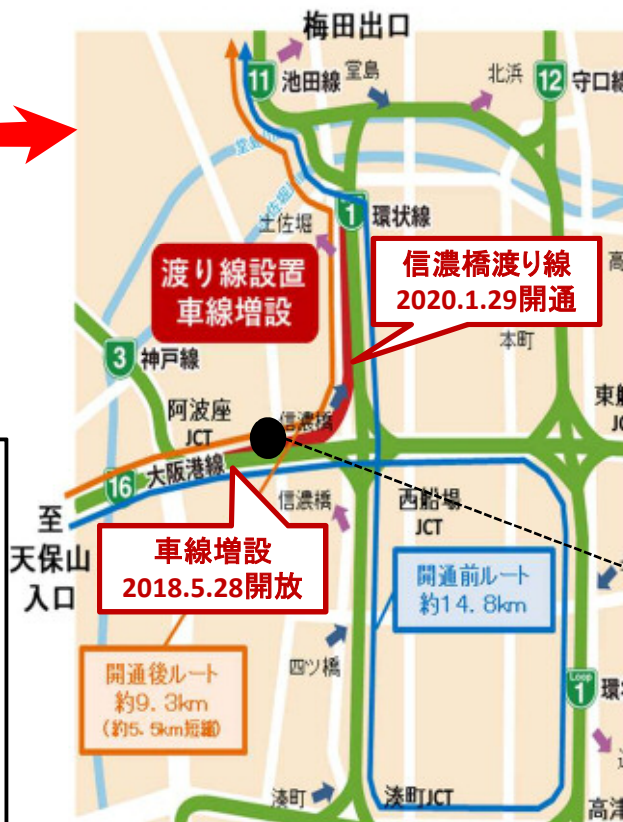 梅田出口
11
池田線
堂島
北浜
12
守口線
土佐堀
1
環状線
渡り線設置
車線増設
信濃橋渡り線
2020.1.29開通
本町
3
神戸線
阿波座
JCT
信濃橋
16
大阪港線
至
天保山
入口
信濃橋
西船場
JCT
車線増設
2018.5.28開放
開通前ルート
約14.8km
開通後ルート
約9.3km
(約5.5km短縮)
四ツ橋
Loop
1
環状
湊町
湊町JCT
高津